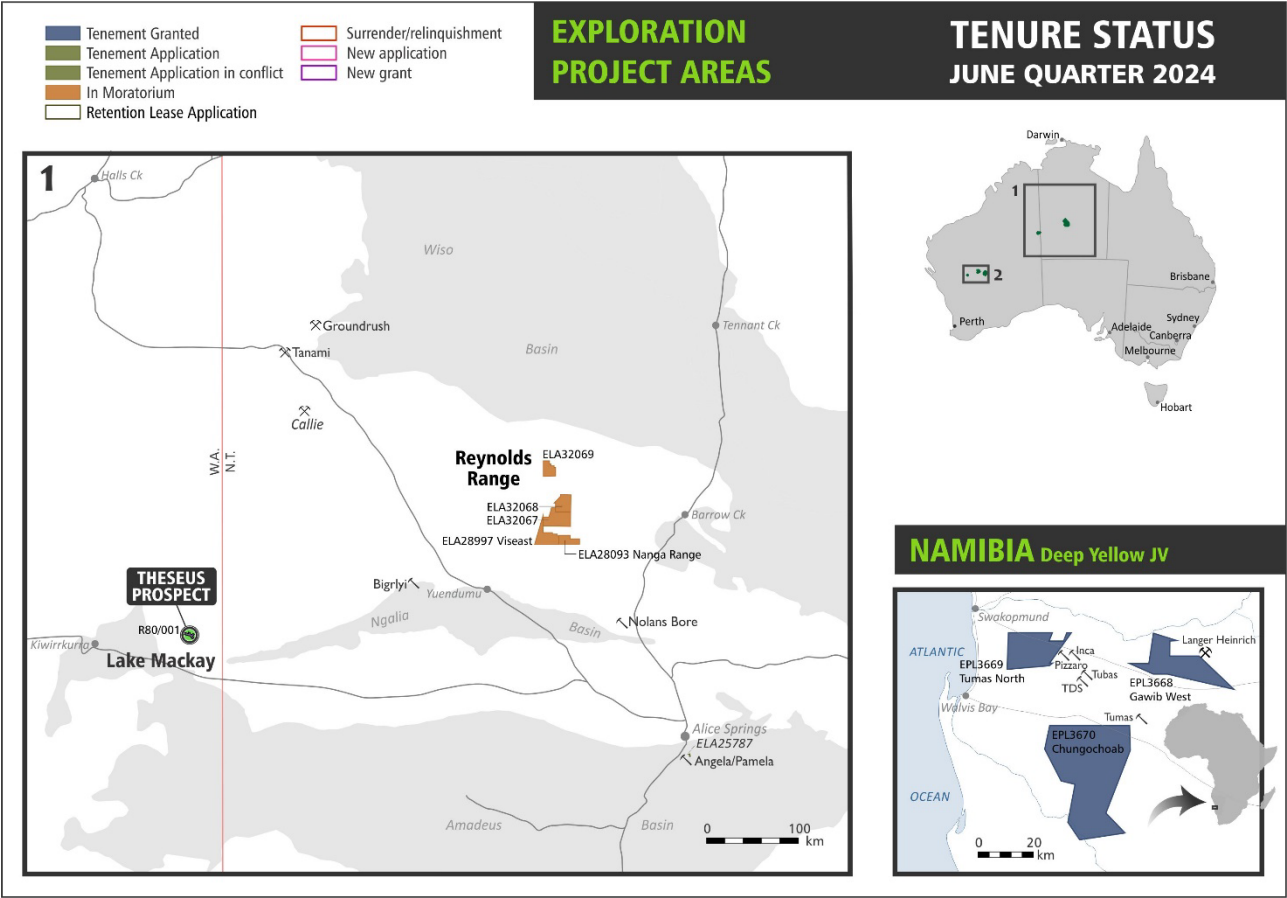 Tenement Granted
Tenement Application
Tenement Application in conflict
In Moratorium
Retention Lease Application
Surrender/relinquishment
New application
New grant
EXPLORATION
PROJECT AREAS
TENURE STATUS
JUNE QUARTER 2024
1
Halls Ck
Wiso
Basin
Groundrush
Tanami
Callie
Tennant Ck
W.A.
N.T.
Reynolds
Range
ELA32069
ELA32068
ELA32067
ELA28997 Viseast
ELA28093 Nanga Range
Barrow Ck
THESEUS
PROSPECT
R80/001
Kiwirrkurra
Lake Mackay
Bigrlyi
Yuendumu
Ngalia
Basin
Nolans Bore
Alice Springs
ELA25787
Angela/Pamela
Amadeus
Basin
0 100
km
Darwin
1
2
Brisbane
Perth
Sydney
Adelaide
Canberra
Melbourne
Hobart
NAMIBIA Deep Yellow JV
Swakopmund
ATLANTIC
EPL3669
Tumas North
Inca
Pizzaro
Tubas
TDS
Langer Heinrich
EPL3668
Gawib West
Walvis Bay
Tumas
EPL3670
Chungochoab
OCEAN
0 20
km